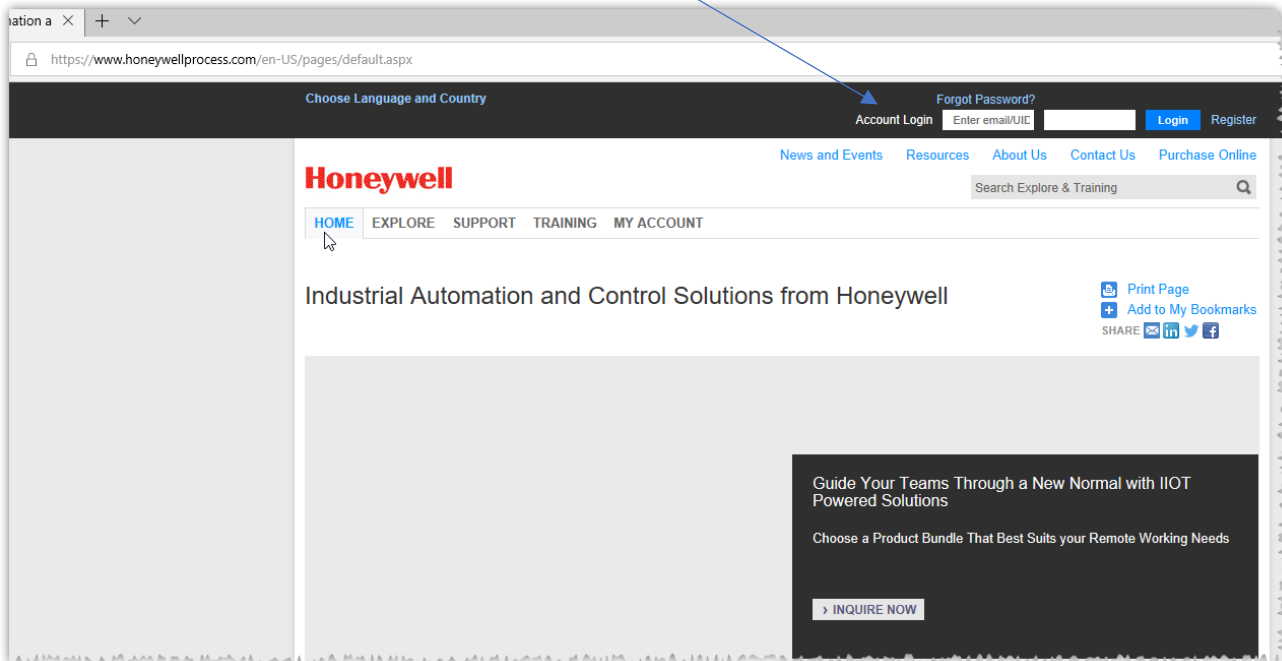 ation a
https://www.honeywellprocess.com/en-US/pages/default.aspx
Choose Language and Country
Forgot Password?
Account Login Enter email/UID Login Register
News and Events Resources About Us Contact Us Purchase Online
Honeywell
Search Explore & Training
HOME EXPLORE SUPPORT TRAINING MY ACCOUNT
Industrial Automation and Control Solutions from Honeywell
Print Page
Add to My Bookmarks
SHARE
Guide Your Teams Through a New Normal with IIOT
Powered Solutions
Choose a Product Bundle That Best Suits your Remote Working Needs
› INQUIRE NOW